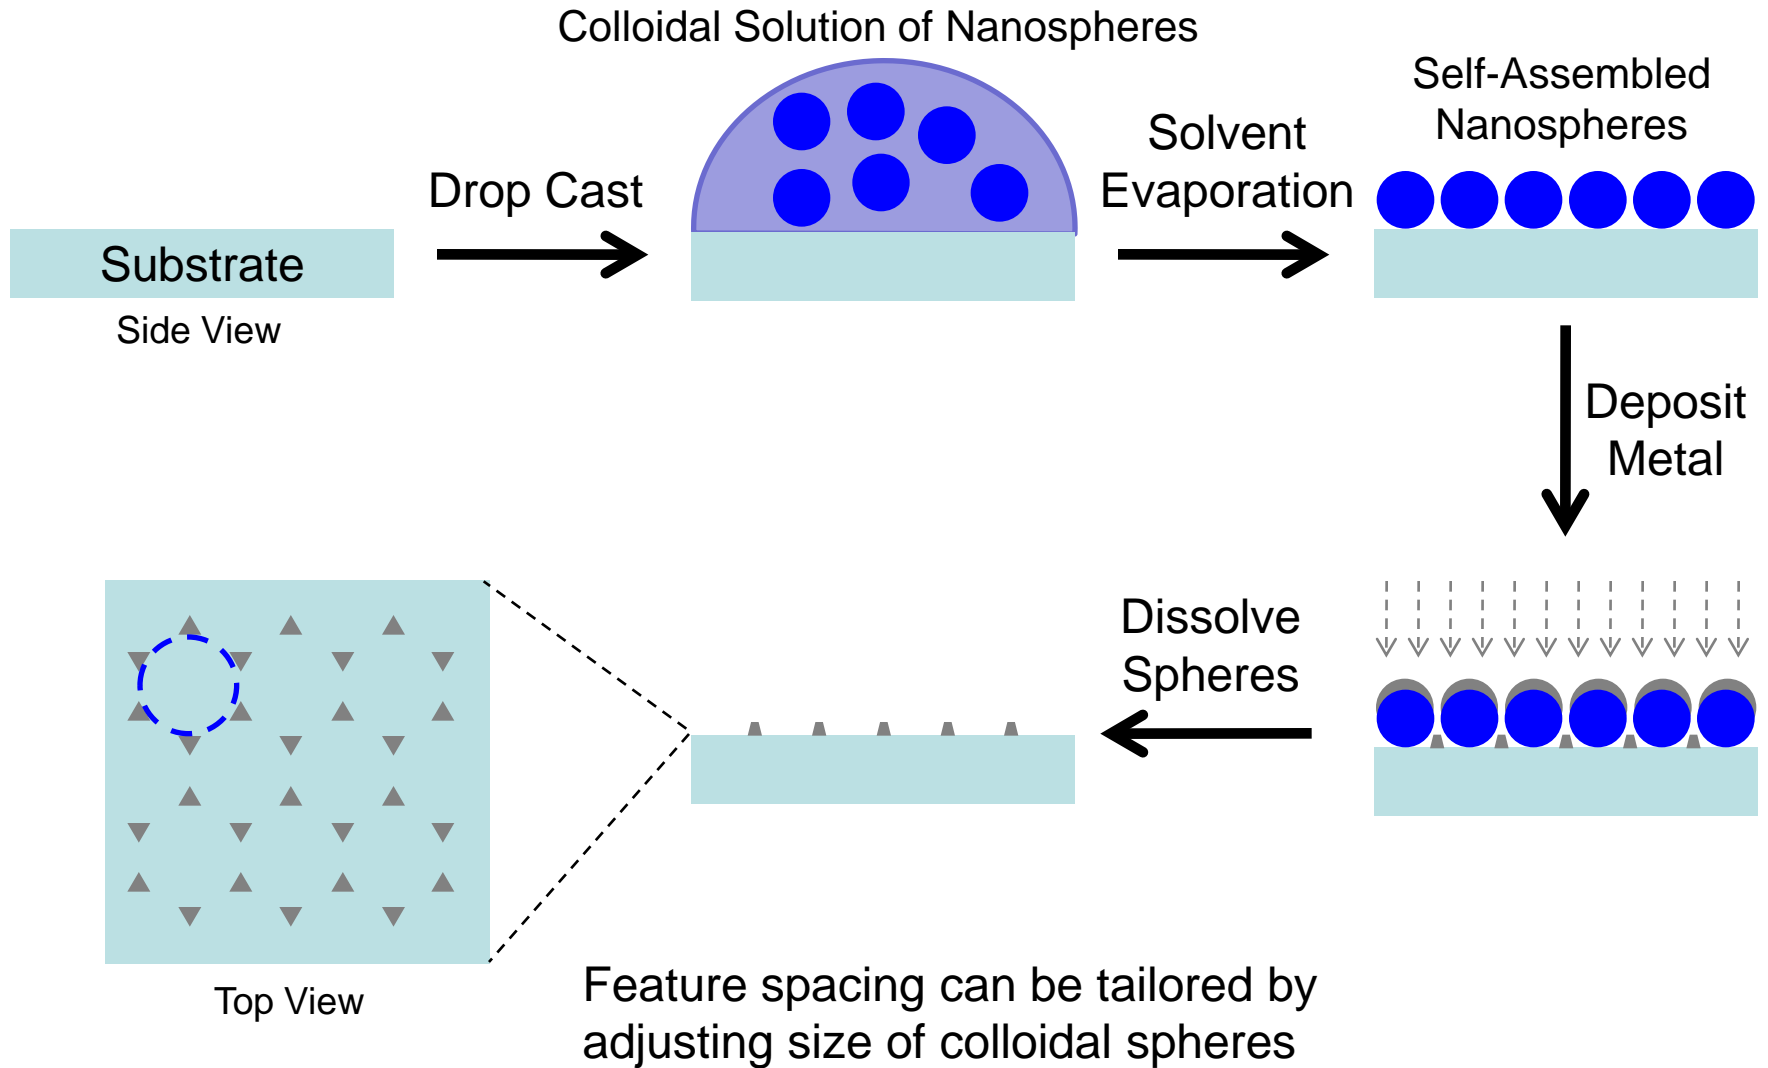 Colloidal Solution of Nanospheres
Self-Assembled
Nanospheres
Solvent
Evaporation
Drop Cast
Substrate
Side View
Deposit
Metal
Dissolve
Spheres
Top View
Feature spacing can be tailored by
adjusting size of colloidal spheres